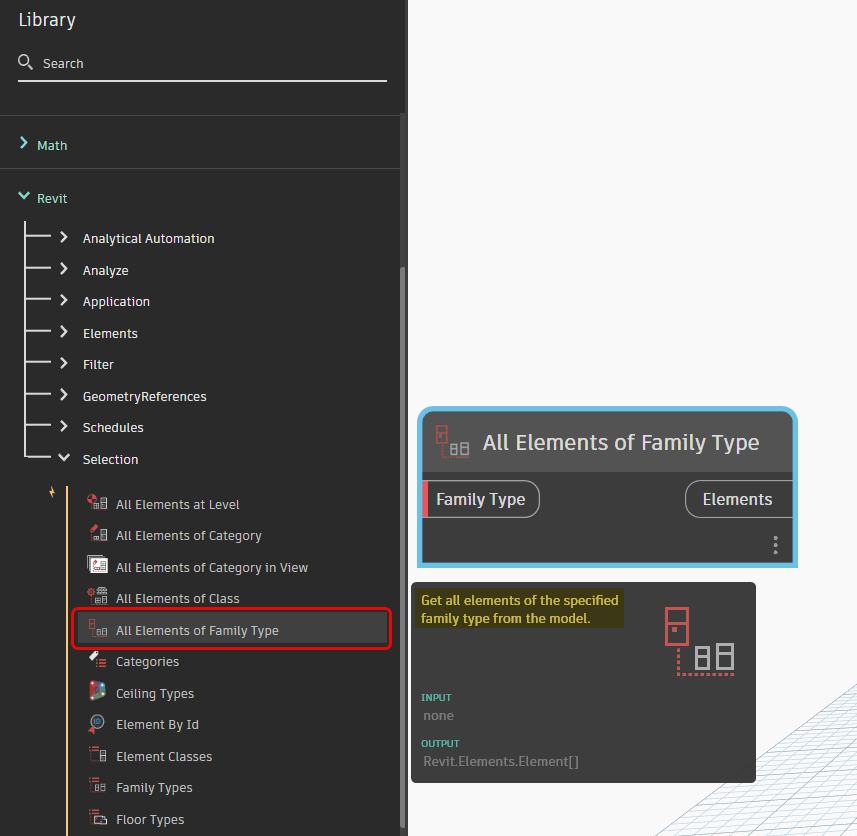 Library
Search
Math
Revit
Analytical Automation
Analyze
Application
Elements
Filter
GeometryReferences
Schedules
Selection
All Elements at Level
All Elements of Category
All Elements of Category in View
All Elements of Class
All Elements of Family Type
Categories
Ceiling Types
Element By Id
Element Classes
Family Types
Floor Types
All Elements of Family Type
Family Type
Elements
Get all elements of the specified
family type from the model.
INPUT
none
OUTPUT
Revit.Elements.Element[]